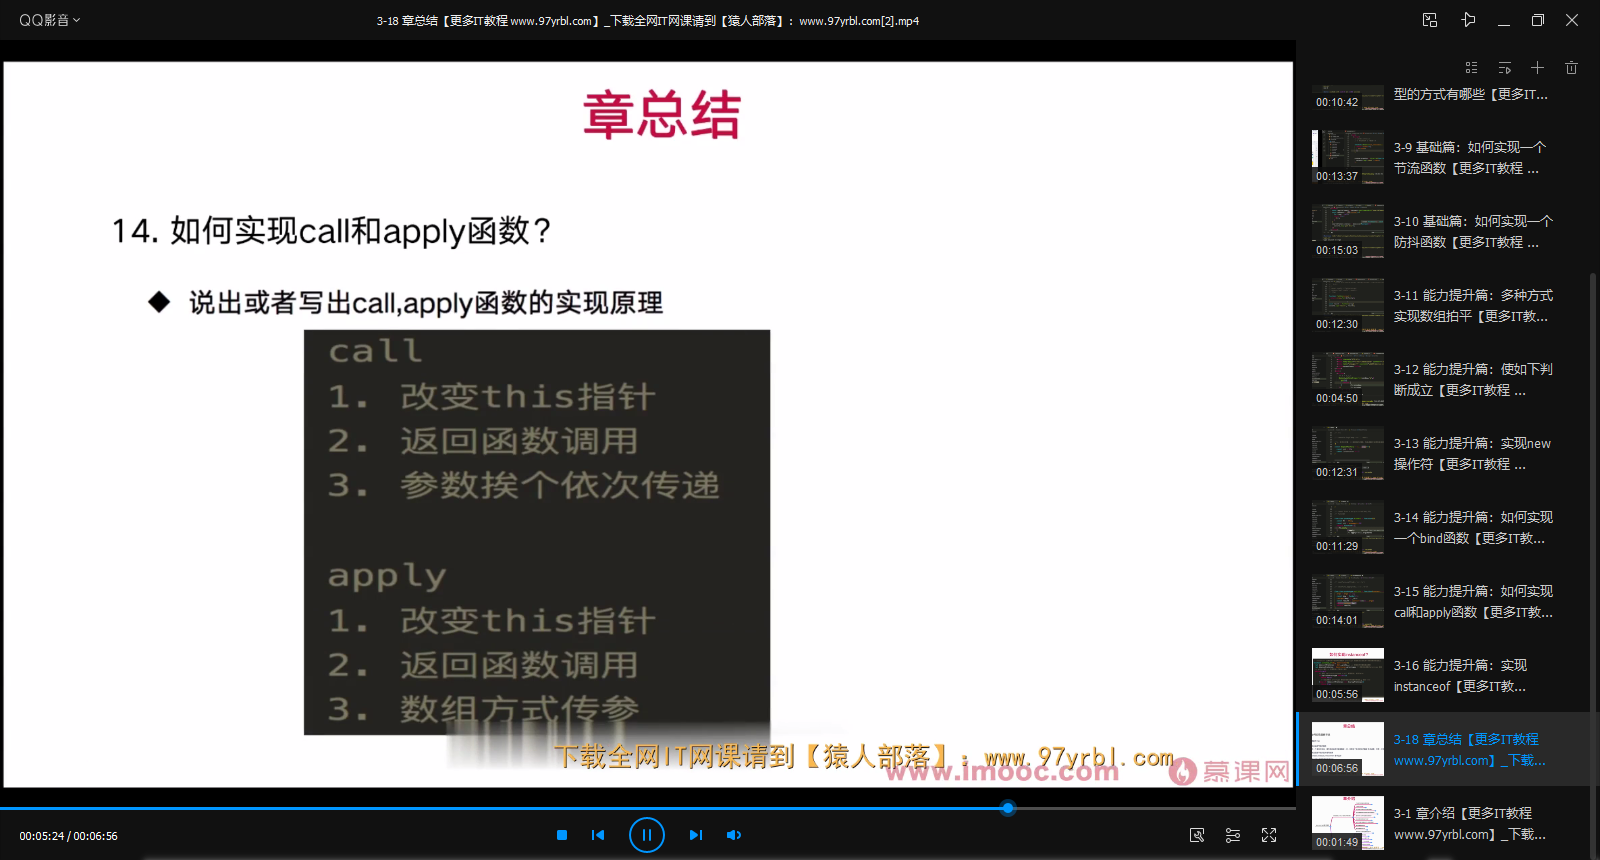 QQ影音
3-18 章总结【更多IT教程 www.97yrbl.com】_下载全网IT网课请到【猿人部落】：www.97yrbl.com[2].mp4
章总结
14. 如何实现call和apply函数？
◆ 说出或者写出call,apply函数的实现原理
call
1. 改变this指针
2. 返回函数调用
3. 参数挨个依次传递
apply
1. 改变this指针
2. 返回函数调用
3. 数组方式传参
下载全网IT网课请到【猿人部落】：www.97yrbl.com
www.imooc.com
慕课网
00:05:24 / 00:06:56
00:10:42
型的方式有哪些【更多IT...
00:13:37
3-9 基础篇：如何实现一个
节流函数【更多IT教程 ...
00:15:03
3-10 基础篇：如何实现一个
防抖函数【更多IT教程 ...
00:12:30
3-11 能力提升篇：多种方式
实现数组拍平【更多IT教...
00:04:50
3-12 能力提升篇：使如下判
断成立【更多IT教程 ...
00:12:31
3-13 能力提升篇：实现new
操作符【更多IT教程 ...
00:11:29
3-14 能力提升篇：如何实现
一个bind函数【更多IT教...
00:14:01
3-15 能力提升篇：如何实现
call和apply函数【更多IT教...
00:05:56
3-16 能力提升篇：实现
instanceof【更多IT教...
00:06:56
3-18 章总结【更多IT教程
www.97yrbl.com】_下载...
00:01:49
3-1 章介绍【更多IT教程
www.97yrbl.com】_下载...